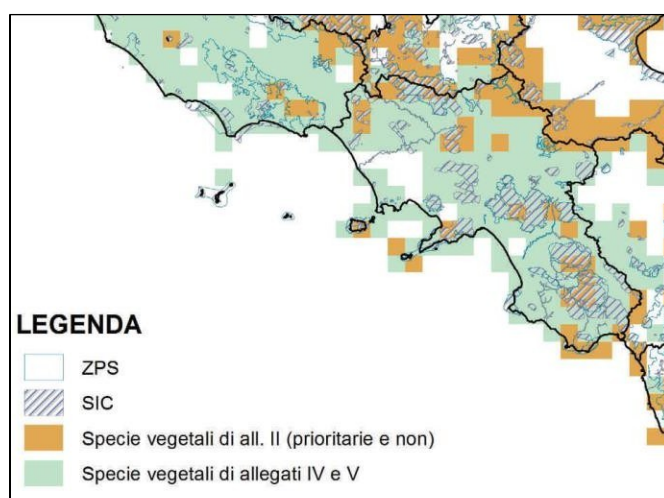 LEGENDA
ZPS
SIC
Specie vegetali di all. II (prioritarie e non)
Specie vegetali di allegati IV e V